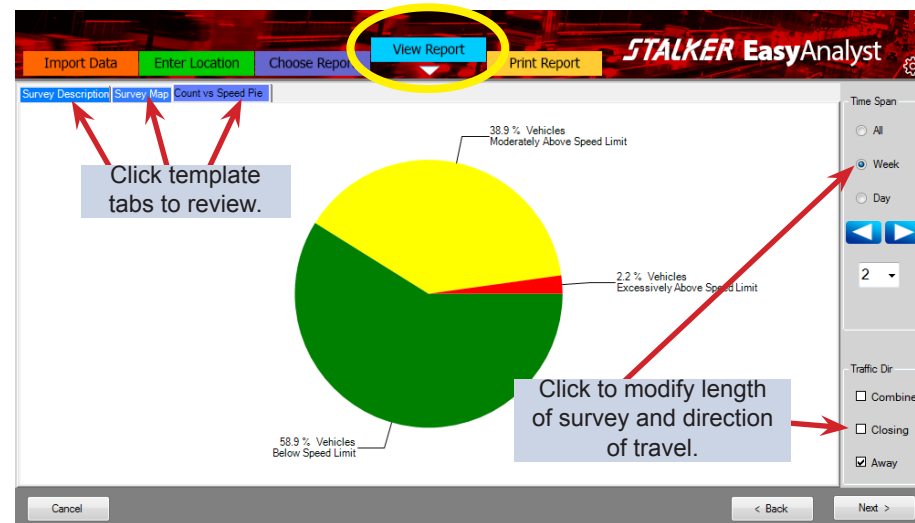 Import Data
Enter Location
Choose Repor
View Report
Print Report
STALKER EasyAnalyst
Survey Description
Survey Map
Count vs Speed Pie
Click template
tabs to review.
38.9 % Vehicles
Moderately Above Speed Limit
2.2 % Vehicles
Excessively Above Speed Limit
58.9 % Vehicles
Below Speed Limit
Click to modify length
of survey and direction
of travel.
Time Span
All
Week
Day
2
Traffic Dir
Combine
Closing
Away
Cancel
< Back
Next >